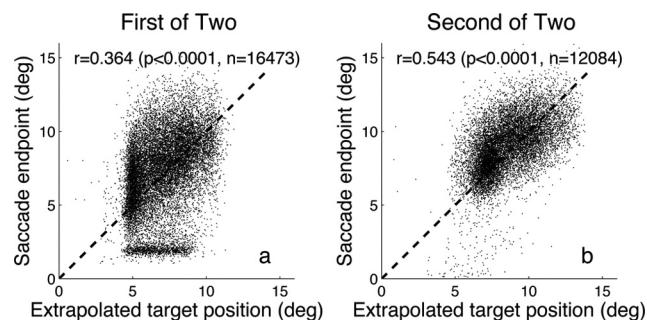 First of Two
r=0.364 (p<0.0001, n=16473)
Saccade endpoint (deg)
15
10
5
0
a
0 5 10 15
Extrapolated target position (deg)
Second of Two
r=0.543 (p<0.0001, n=12084)
Saccade endpoint (deg)
15
10
5
0
b
0 5 10 15
Extrapolated target position (deg)